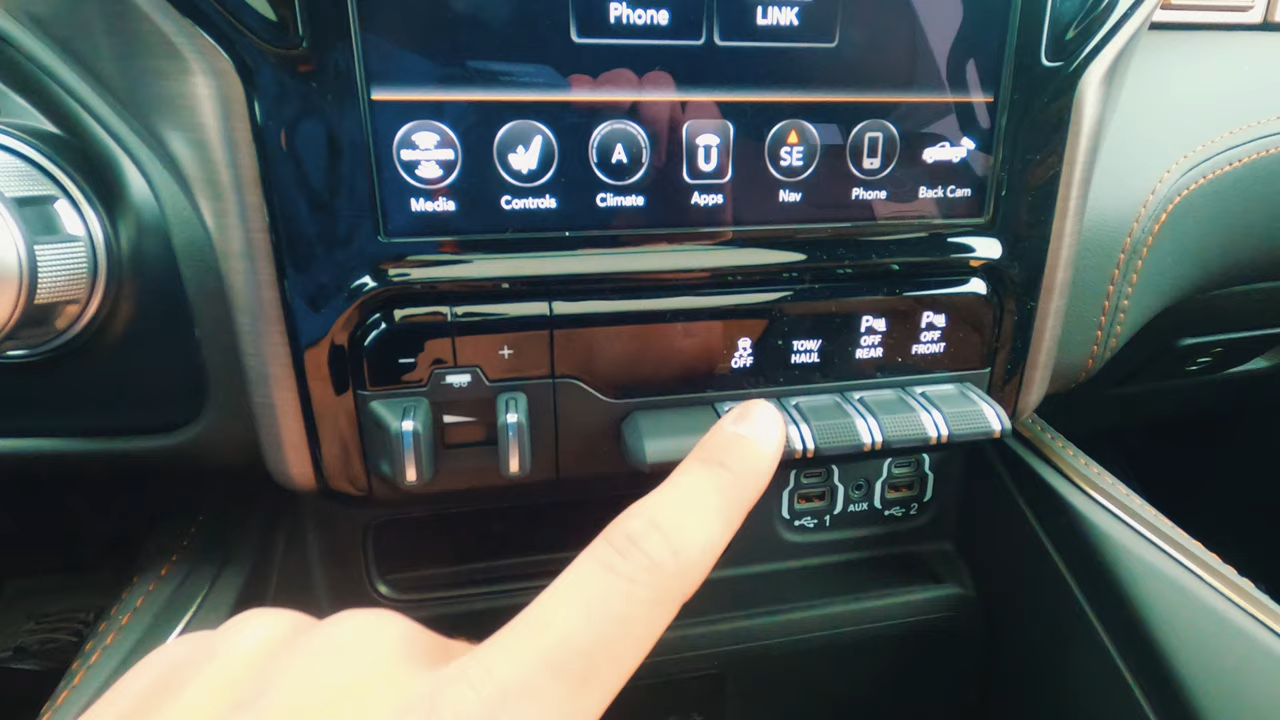 Phone
LINK
A
SE
Media
Controls
Climate
Apps
Nav
Phone
Back Cam
- +
OFF
TOW/
HAUL
P
OFF
REAR
P
OFF
FRONT
1
AUX
2